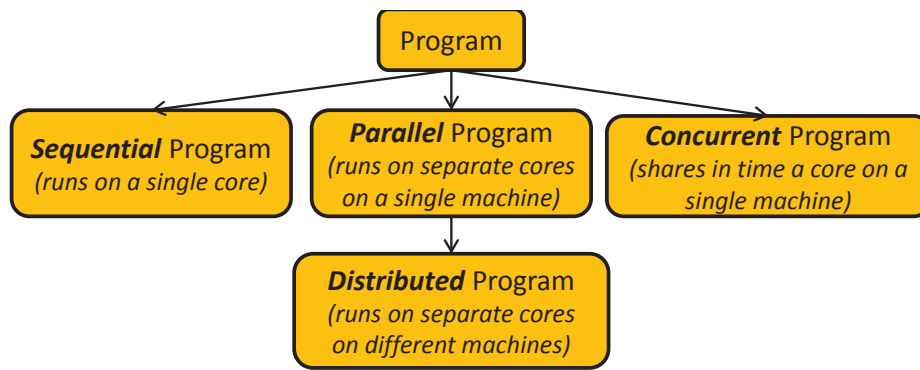 Program
Sequential Program
(runs on a single core)
Parallel Program
(runs on separate cores
on a single machine)
Concurrent Program
(shares in time a core on a
single machine)
Distributed Program
(runs on separate cores
on different machines)